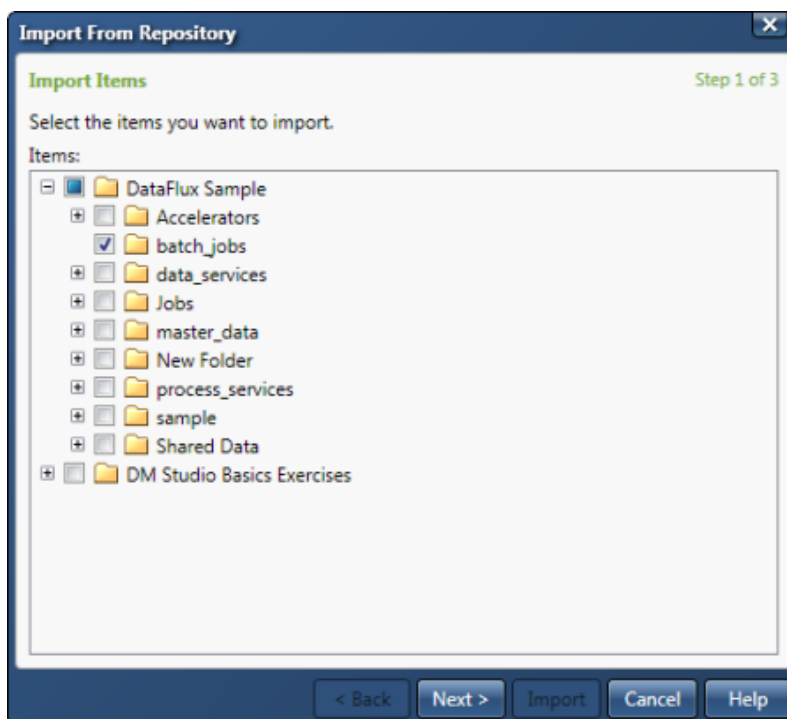 Import From Repository
Import Items
Step 1 of 3
Select the items you want to import.
Items:
DataFlux Sample
Accelerators
batch_jobs
data_services
Jobs
master_data
New Folder
process_services
sample
Shared Data
DM Studio Basics Exercises
< Back Next > Import Cancel Help